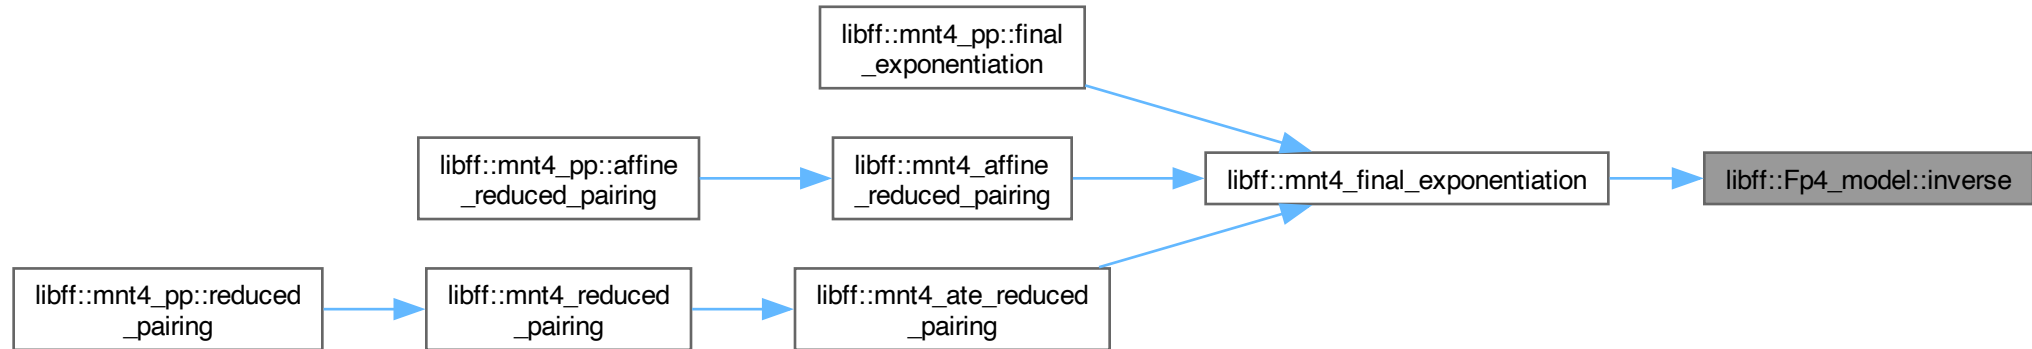 libff::mnt4_pp::final
_exponentiation
libff::mnt4_pp::affine
_reduced_pairing
libff::mnt4_affine
_reduced_pairing
libff::mnt4_final_exponentiation
libff::Fp4_model::inverse
libff::mnt4_pp::reduced
_pairing
libff::mnt4_reduced
_pairing
libff::mnt4_ate_reduced
_pairing